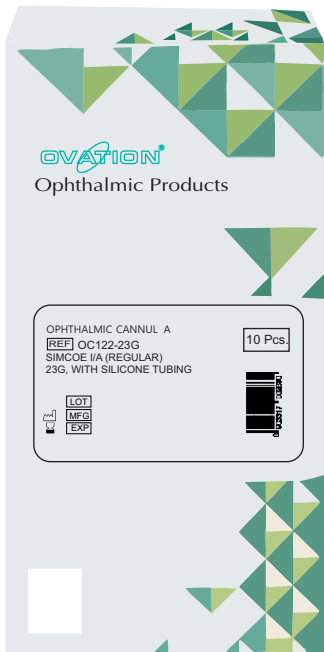 OVATION®
Ophthalmic Products
OPHTHALMIC CANNUL A
REF OC122-23G
10 Pcs.
SIMCOE I/A (REGULAR)
23G, WITH SILICONE TUBING
LOT
MFG
EXP